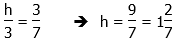 h/3 = 3/7 ➔ h = 9/7 = 1 2/7